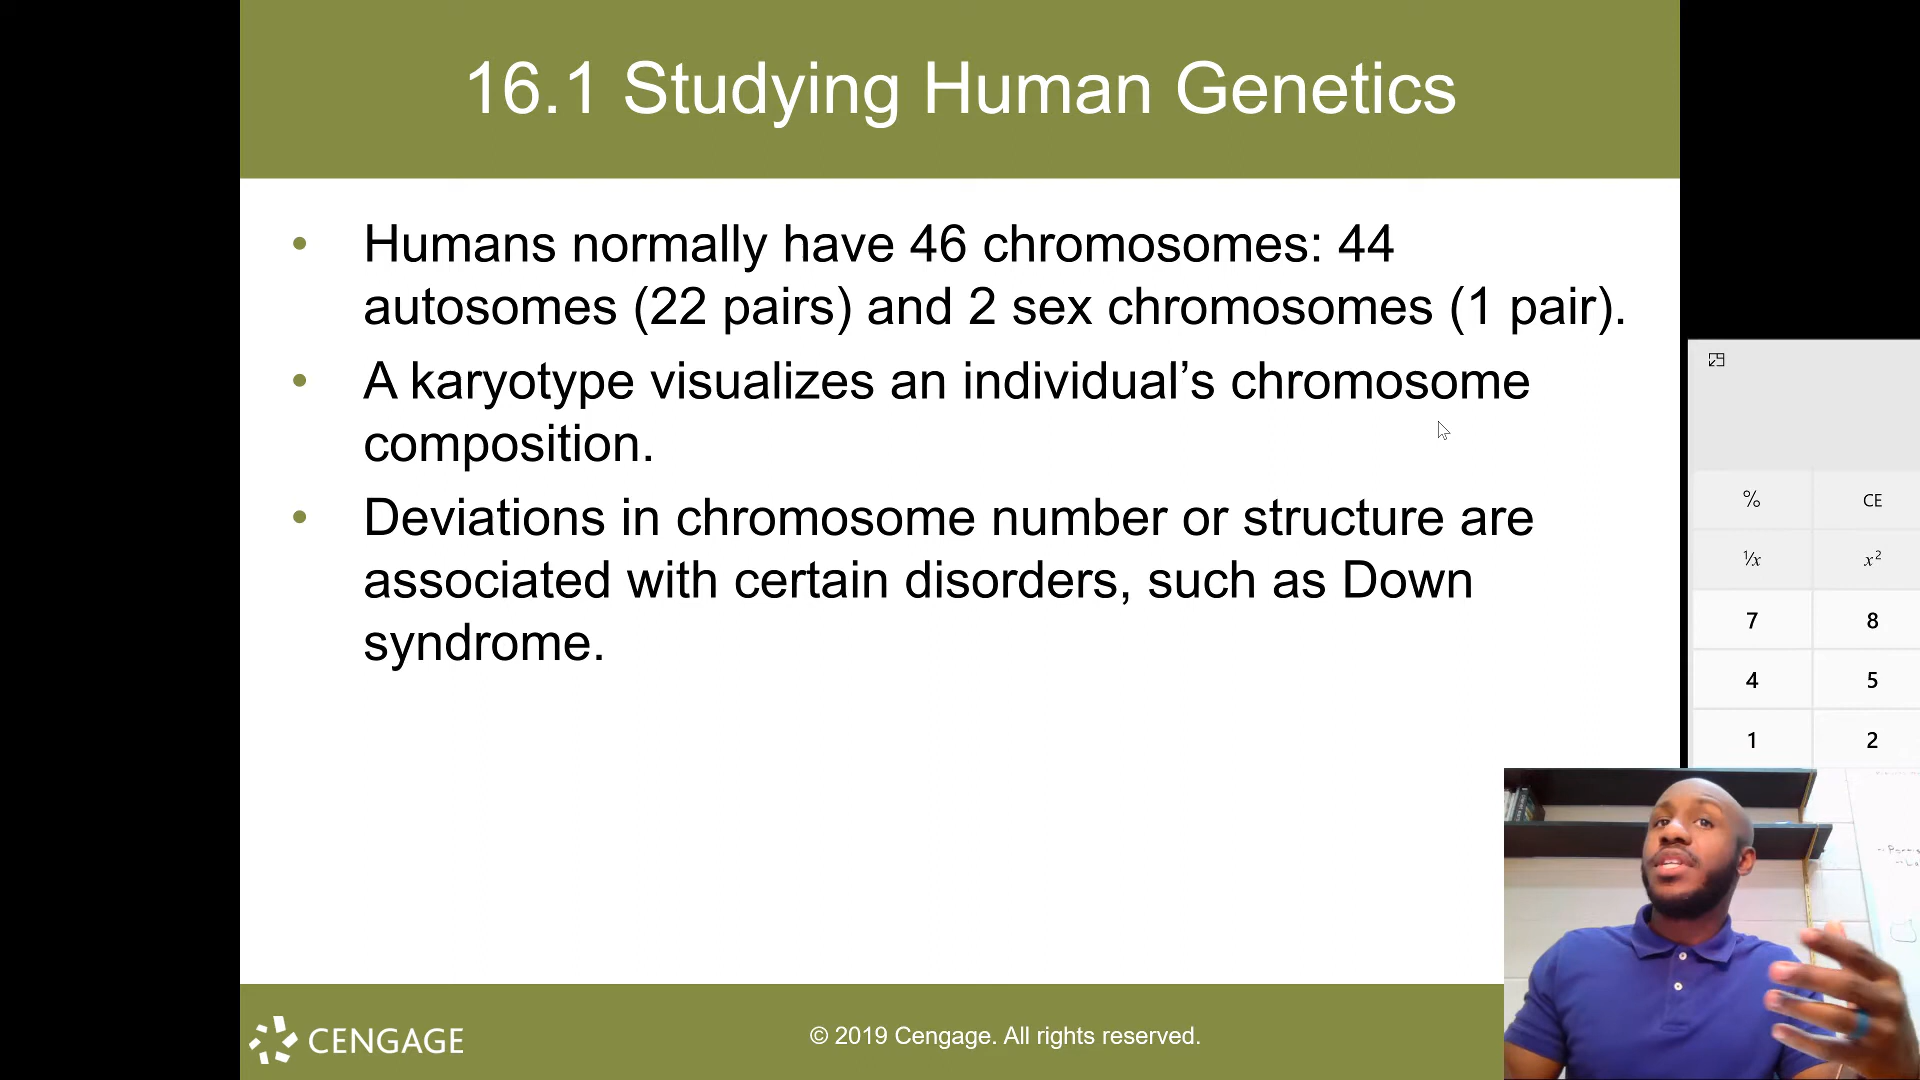 16.1 Studying Human Genetics
• Humans normally have 46 chromosomes: 44
autosomes (22 pairs) and 2 sex chromosomes (1 pair).
• A karyotype visualizes an individual’s chromosome
composition.
• Deviations in chromosome number or structure are
associated with certain disorders, such as Down
syndrome.
% CE
1/x x²
7 8
4 5
1 2
CENGAGE
© 2019 Cengage. All rights reserved.